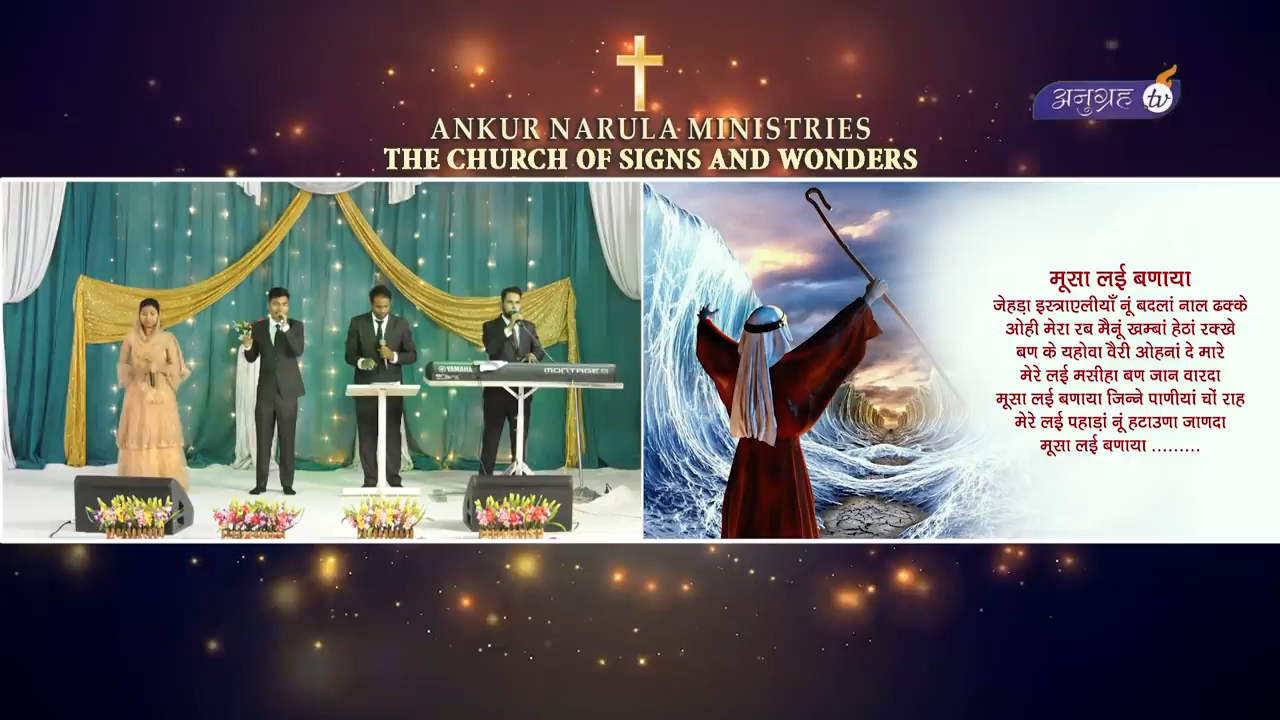 अनुग्रह tv
ANKUR NARULA MINISTRIES
THE CHURCH OF SIGNS AND WONDERS
मूसा लई बणाया
जेहड़ा इस्त्राएलीयाँ नूं बदलां नाल ढक्के
ओही मेरा रब मैनूं खम्बां हेठां रक्खे
बण के यहोवा वैरी ओहनां दे मारे
मेरे लई मसीहा बण जान वारदा
मूसा लई बणाया जिन्ने पाणीयां चों राह
मेरे लई पहाड़ां नूं हटाउणा जाणदा
मूसा लई बणाया .........
YAMAHA
MONTAGE